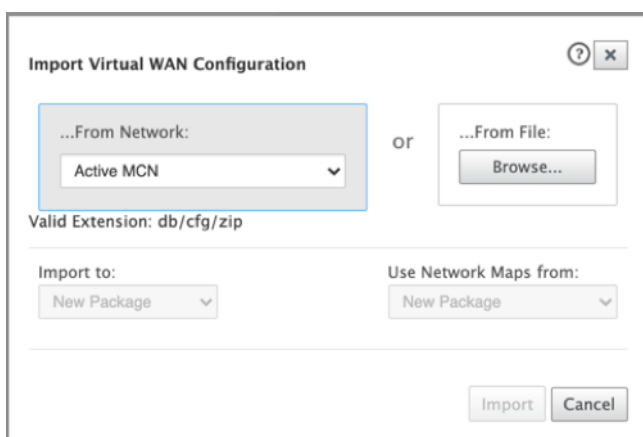 Import Virtual WAN Configuration
?
...From Network:
Active MCN
or
...From File:
Browse...
Valid Extension: db/cfg/zip
Import to:
New Package
Use Network Maps from:
New Package
Import
Cancel